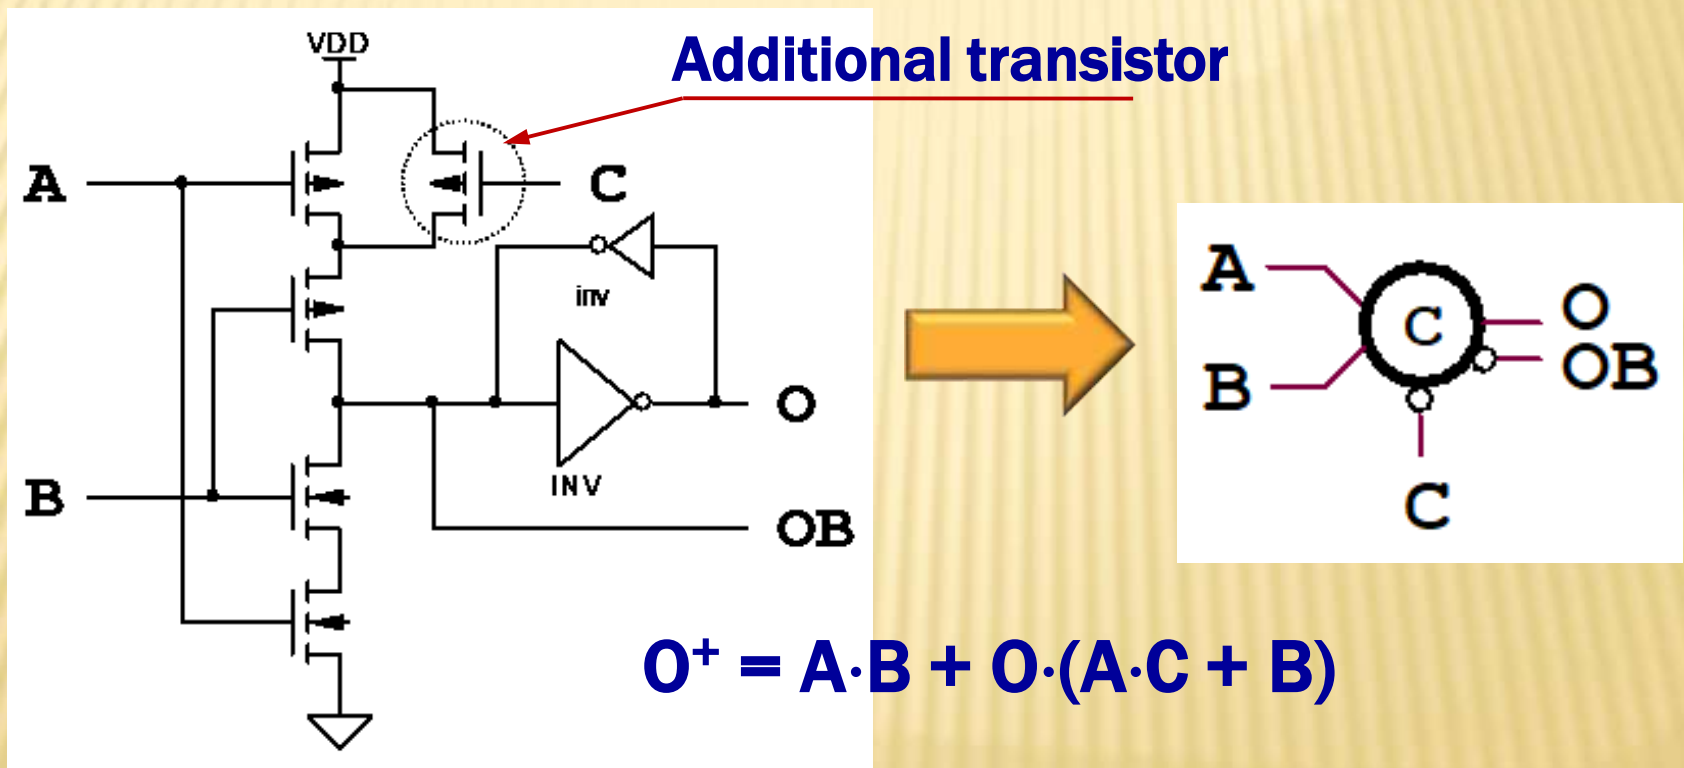 VDD
Additional transistor
A
C
inv
B
INV
O
OB
A
B
C
O
OB
C
O⁺ = A·B + O·(A·C + B)